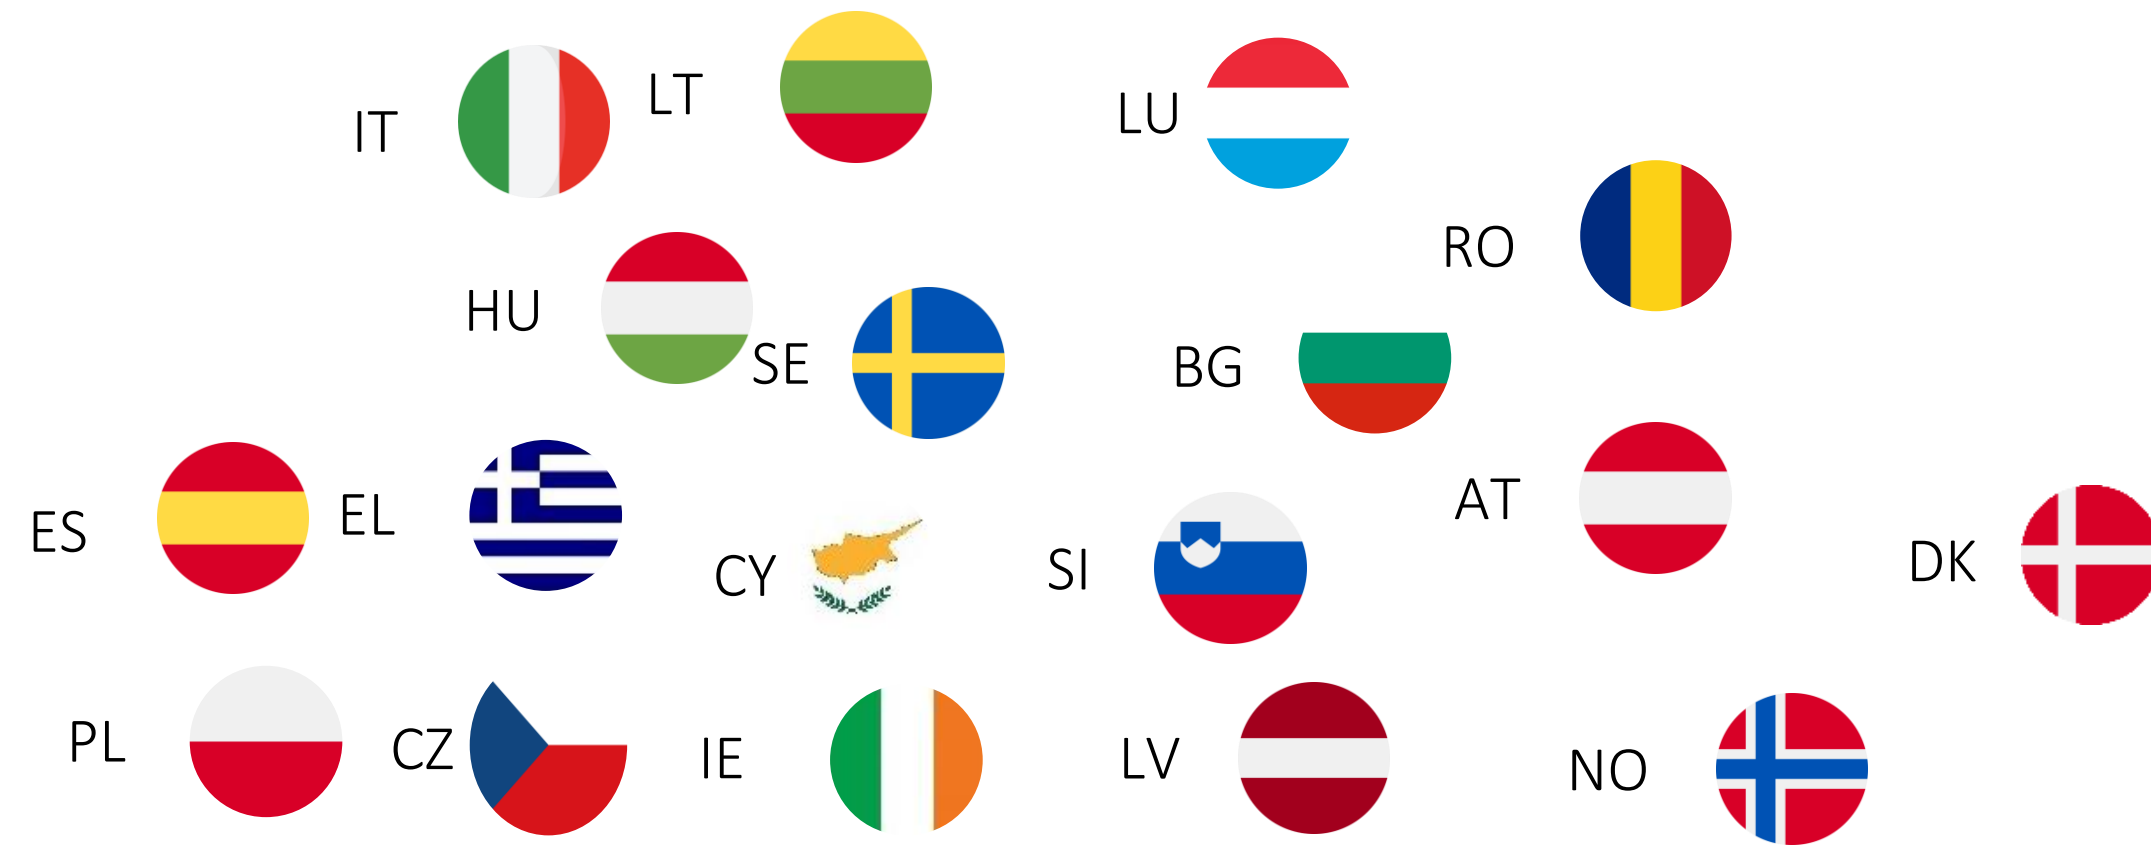 IT
LT
LU
RO
HU
SE
BG
ES
EL
CY
SI
AT
DK
PL
CZ
IE
LV
NO